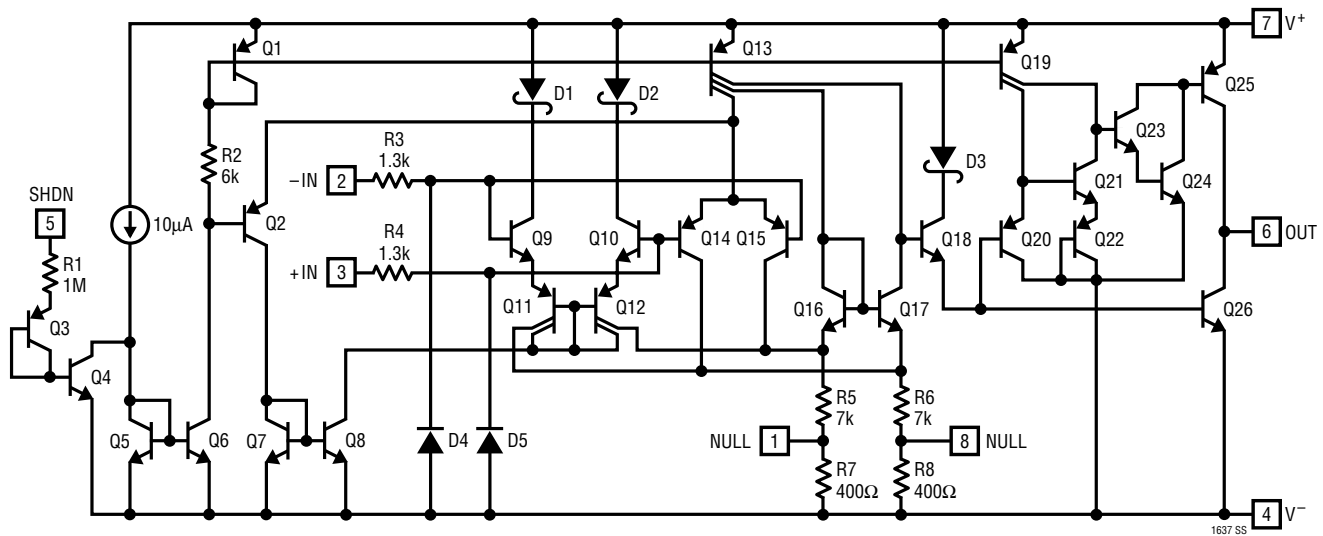 7 V+
Q1
Q13
Q19
Q25
D1
D2
Q23
R3
1.3k
R2
6k
D3
SHDN
–IN 2
Q21
Q24
5
10µA
Q2
R4
1.3k
Q9
Q10
Q14
Q15
Q18
Q20
Q22
6 OUT
R1
1M
+IN 3
Q11
Q12
Q16
Q17
Q26
Q3
Q4
R5
7k
R6
7k
Q5
Q6
Q7
Q8
D4
D5
NULL 1
8 NULL
R7
400Ω
R8
400Ω
4 V–
1637 SS